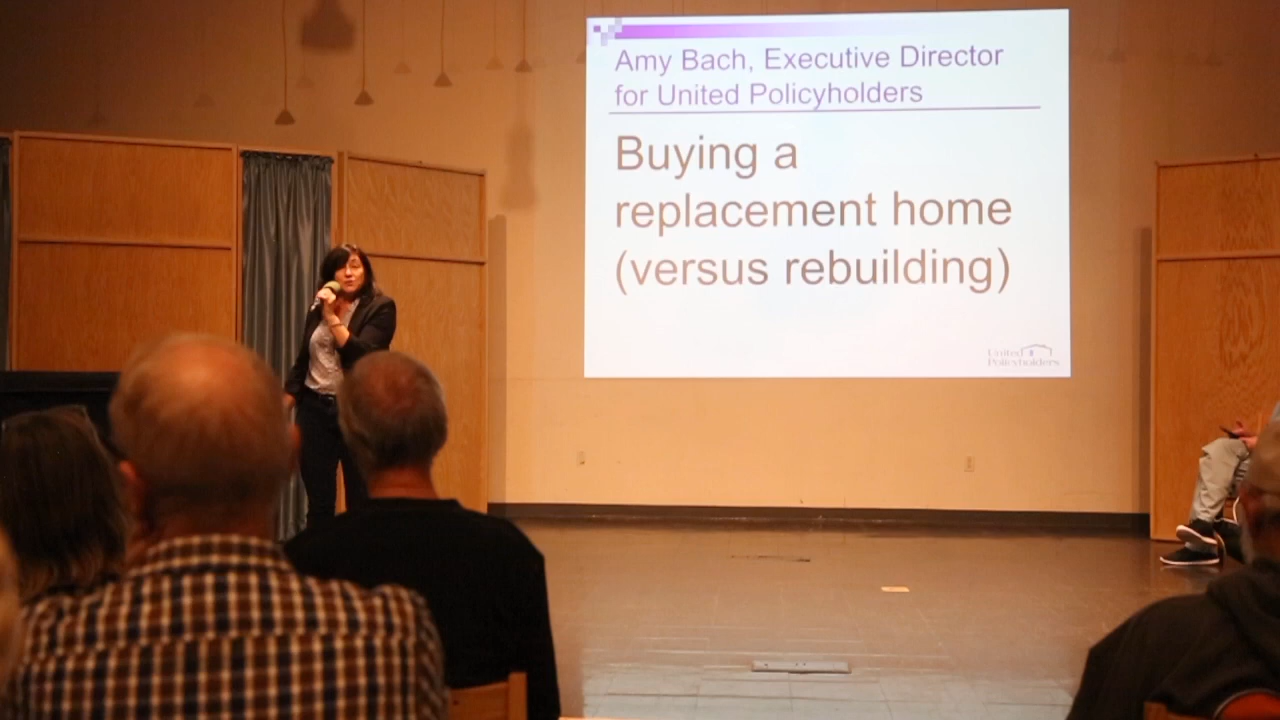 Amy Bach, Executive Director
for United Policyholders
Buying a
replacement home
(versus rebuilding)
United
Policyholders